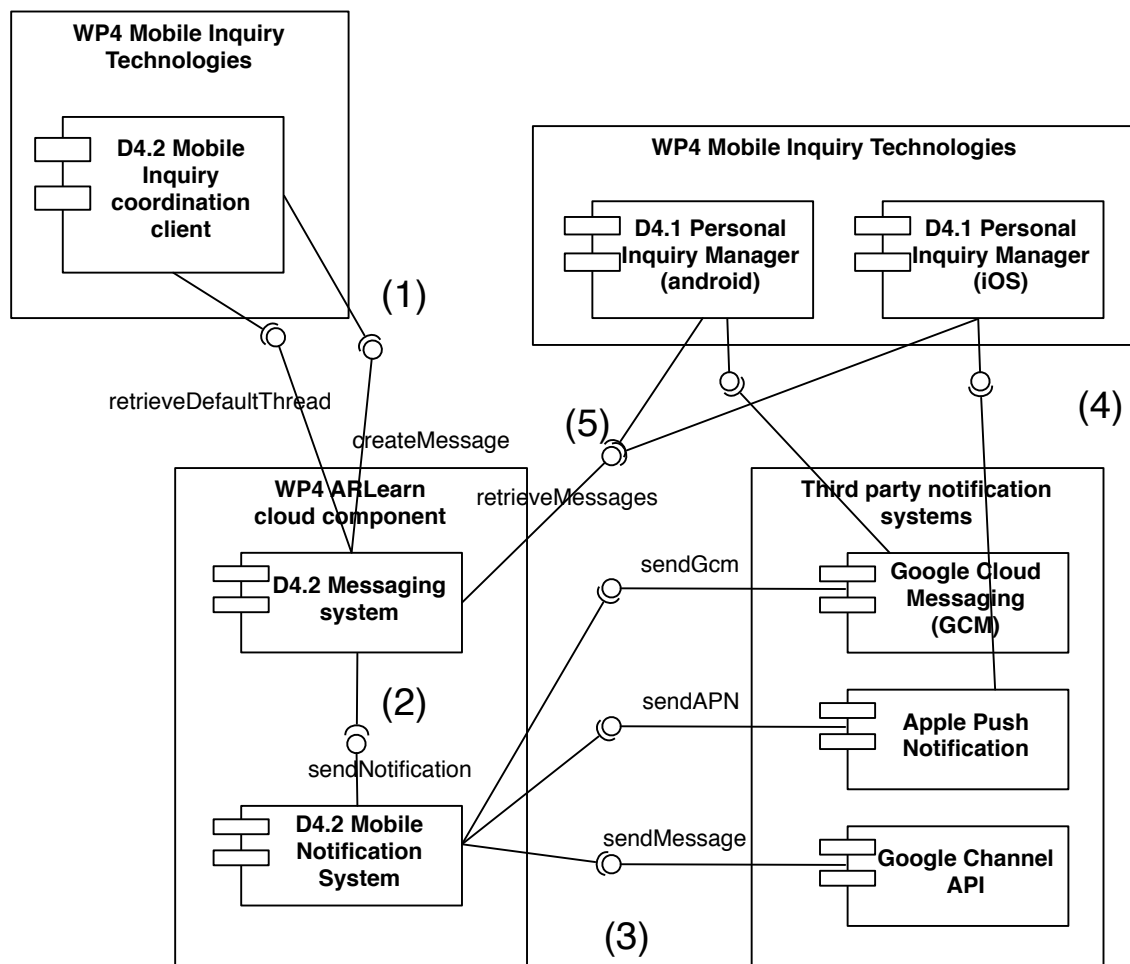 WP4 Mobile Inquiry
Technologies
D4.2 Mobile
Inquiry
coordination
client
(1)
WP4 Mobile Inquiry Technologies
D4.1 Personal
Inquiry Manager
(android)
D4.1 Personal
Inquiry Manager
(iOS)
retrieveDefaultThread
createMessage
(5)
(4)
retrieveMessages
WP4 ARLearn
cloud component
D4.2 Messaging
system
(2)
sendNotification
D4.2 Mobile
Notification
System
sendGcm
sendAPN
sendMessage
(3)
Third party notification
systems
Google Cloud
Messaging
(GCM)
Apple Push
Notification
Google Channel
API